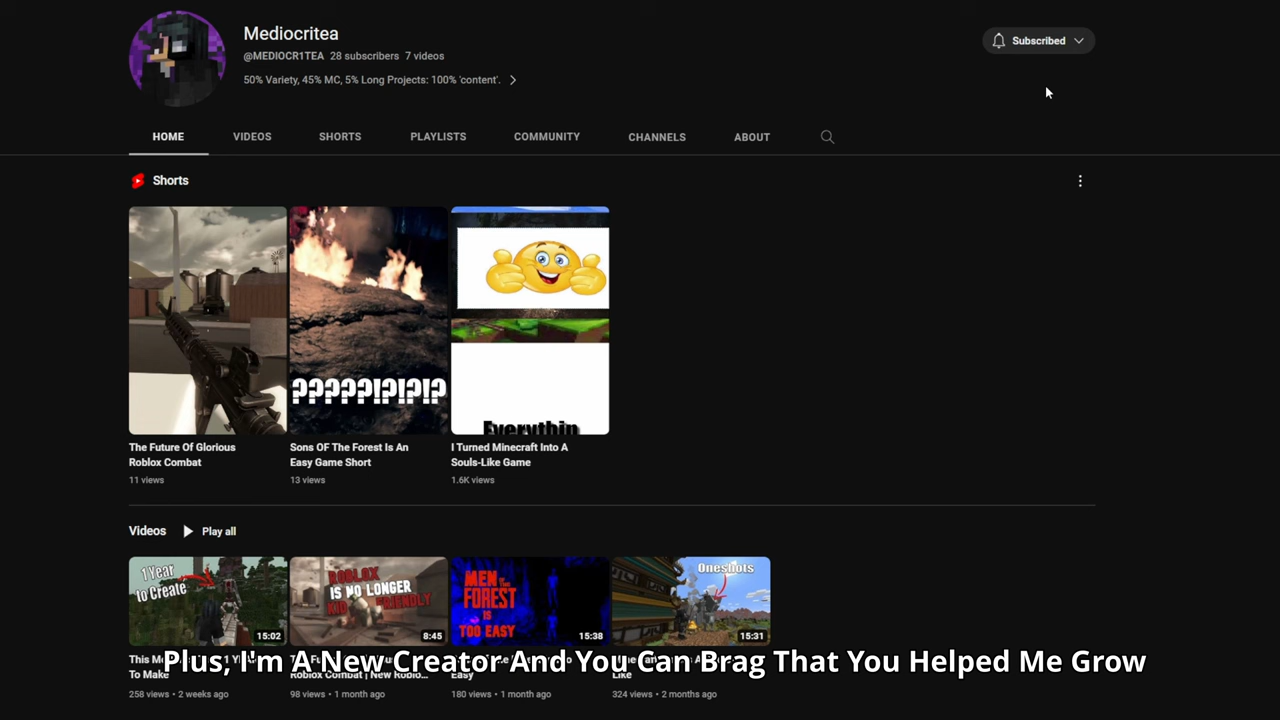 Mediocritea
@MEDIOCR1TEA 28 subscribers 7 videos
50% Variety, 45% MC, 5% Long Projects: 100% 'content'.
Subscribed
HOME VIDEOS SHORTS PLAYLISTS COMMUNITY CHANNELS ABOUT
Shorts
?????!?!?!?
Everythin
The Future Of Glorious
Roblox Combat
11 views
Sons OF The Forest Is An
Easy Game Short
13 views
I Turned Minecraft Into A
Souls-Like Game
1.6K views
Videos Play all
1 Year
to Create
15:02
ROBLOX
IS NO LONGER
KID FRIENDLY
8:45
MEN
FOREST
IS
TOO EASY
15:38
Oneshots
15:31
Plus, I'm A New Creator And You Can Brag That You Helped Me Grow
To Make
258 views • 2 weeks ago
Roblox Combat | New Roblo...
98 views • 1 month ago
Easy
180 views • 1 month ago
Like
324 views • 2 months ago